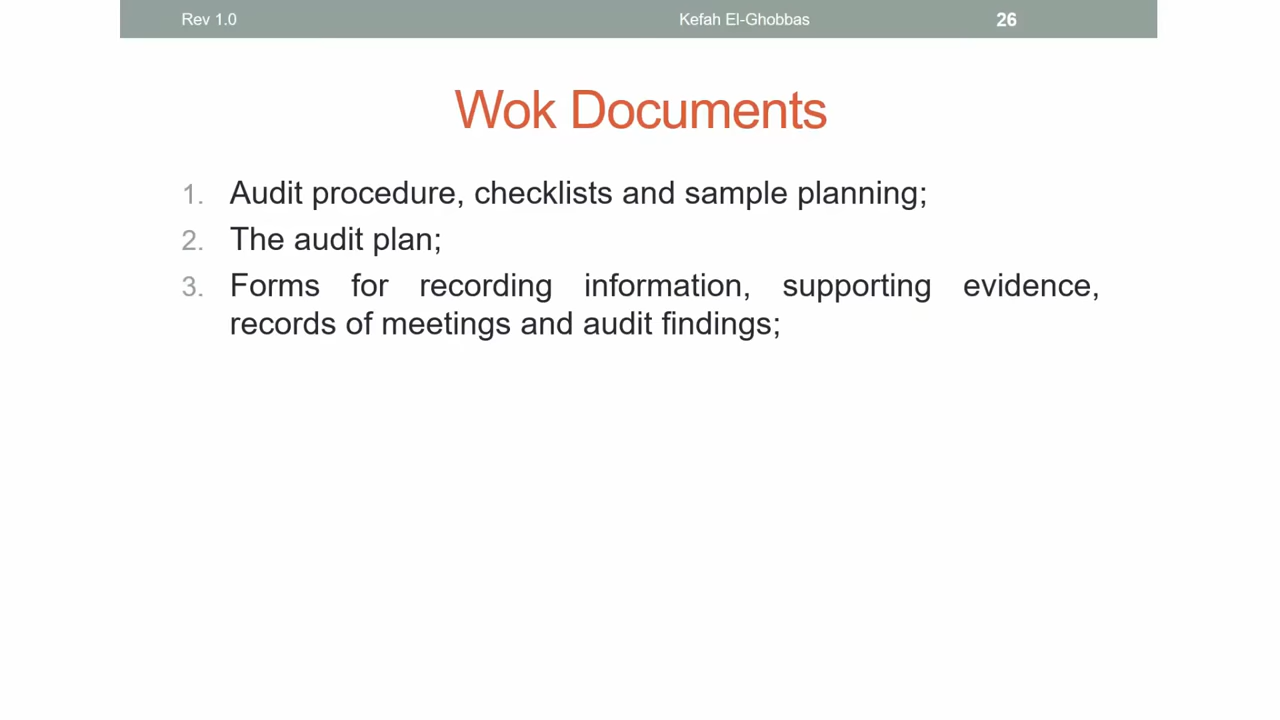 Rev 1.0 Kefah El-Ghobbas 26
Wok Documents
1. Audit procedure, checklists and sample planning;
2. The audit plan;
3. Forms for recording information, supporting evidence,
records of meetings and audit findings;